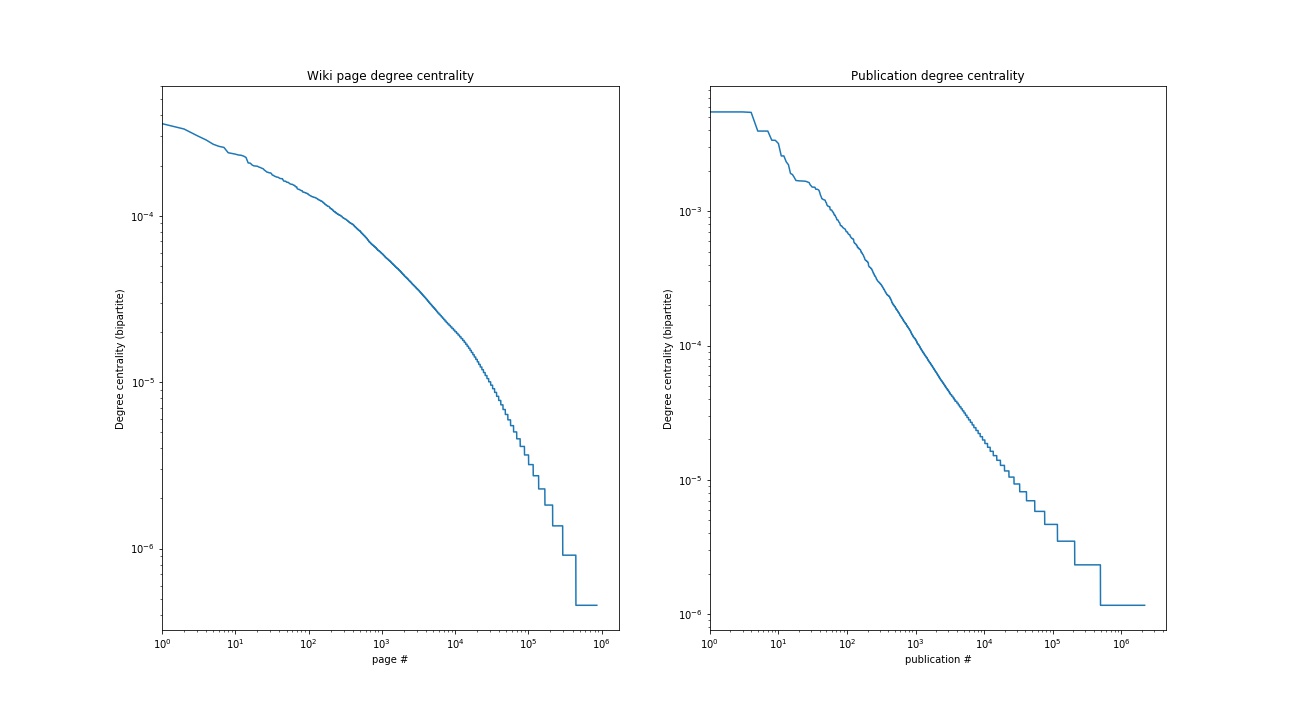 Wiki page degree centrality
Degree centrality (bipartite)
10⁻⁴
10⁻⁵
10⁻⁶
10⁰ 10¹ 10² 10³ 10⁴ 10⁵ 10⁶
page #
Publication degree centrality
Degree centrality (bipartite)
10⁻³
10⁻⁴
10⁻⁵
10⁻⁶
10⁰ 10¹ 10² 10³ 10⁴ 10⁵ 10⁶
publication #